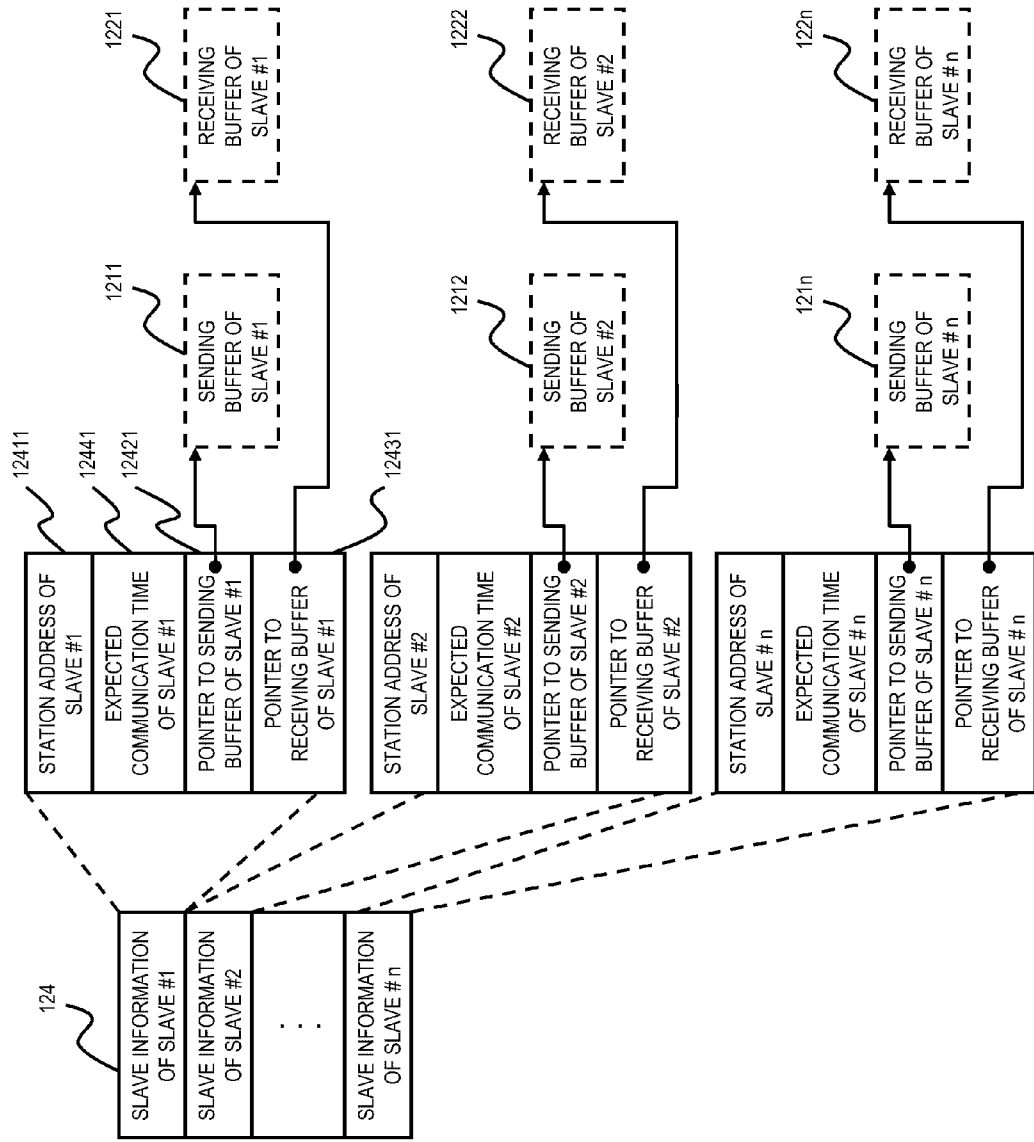 124
SLAVE INFORMATION
OF SLAVE #1
SLAVE INFORMATION
OF SLAVE #2
. . .
SLAVE INFORMATION
OF SLAVE # n
12411
12441
12421
12431
STATION ADDRESS OF
SLAVE #1
EXPECTED
COMMUNICATION TIME
OF SLAVE #1
POINTER TO SENDING
BUFFER OF SLAVE #1
POINTER TO
RECEIVING BUFFER
OF SLAVE #1
1211
SENDING
BUFFER OF
SLAVE #1
1221
RECEIVING
BUFFER OF
SLAVE #1
STATION ADDRESS OF
SLAVE #2
EXPECTED
COMMUNICATION TIME
OF SLAVE #2
POINTER TO SENDING
BUFFER OF SLAVE #2
POINTER TO
RECEIVING BUFFER
OF SLAVE #2
1212
SENDING
BUFFER OF
SLAVE #2
1222
RECEIVING
BUFFER OF
SLAVE #2
STATION ADDRESS OF
SLAVE # n
EXPECTED
COMMUNICATION TIME
OF SLAVE # n
POINTER TO SENDING
BUFFER OF SLAVE # n
POINTER TO
RECEIVING BUFFER
OF SLAVE # n
121n
SENDING
BUFFER OF
SLAVE # n
122n
RECEIVING
BUFFER OF
SLAVE # n